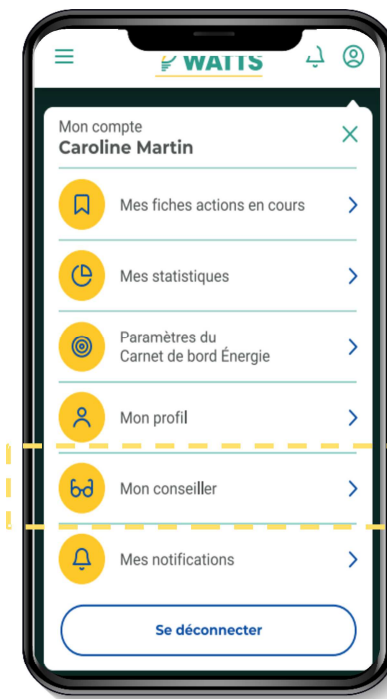 WATTS
Mon compte
Caroline Martin
Mes fiches actions en cours
Mes statistiques
Paramètres du
Carnet de bord Énergie
Mon profil
Mon conseiller
Mes notifications
Se déconnecter